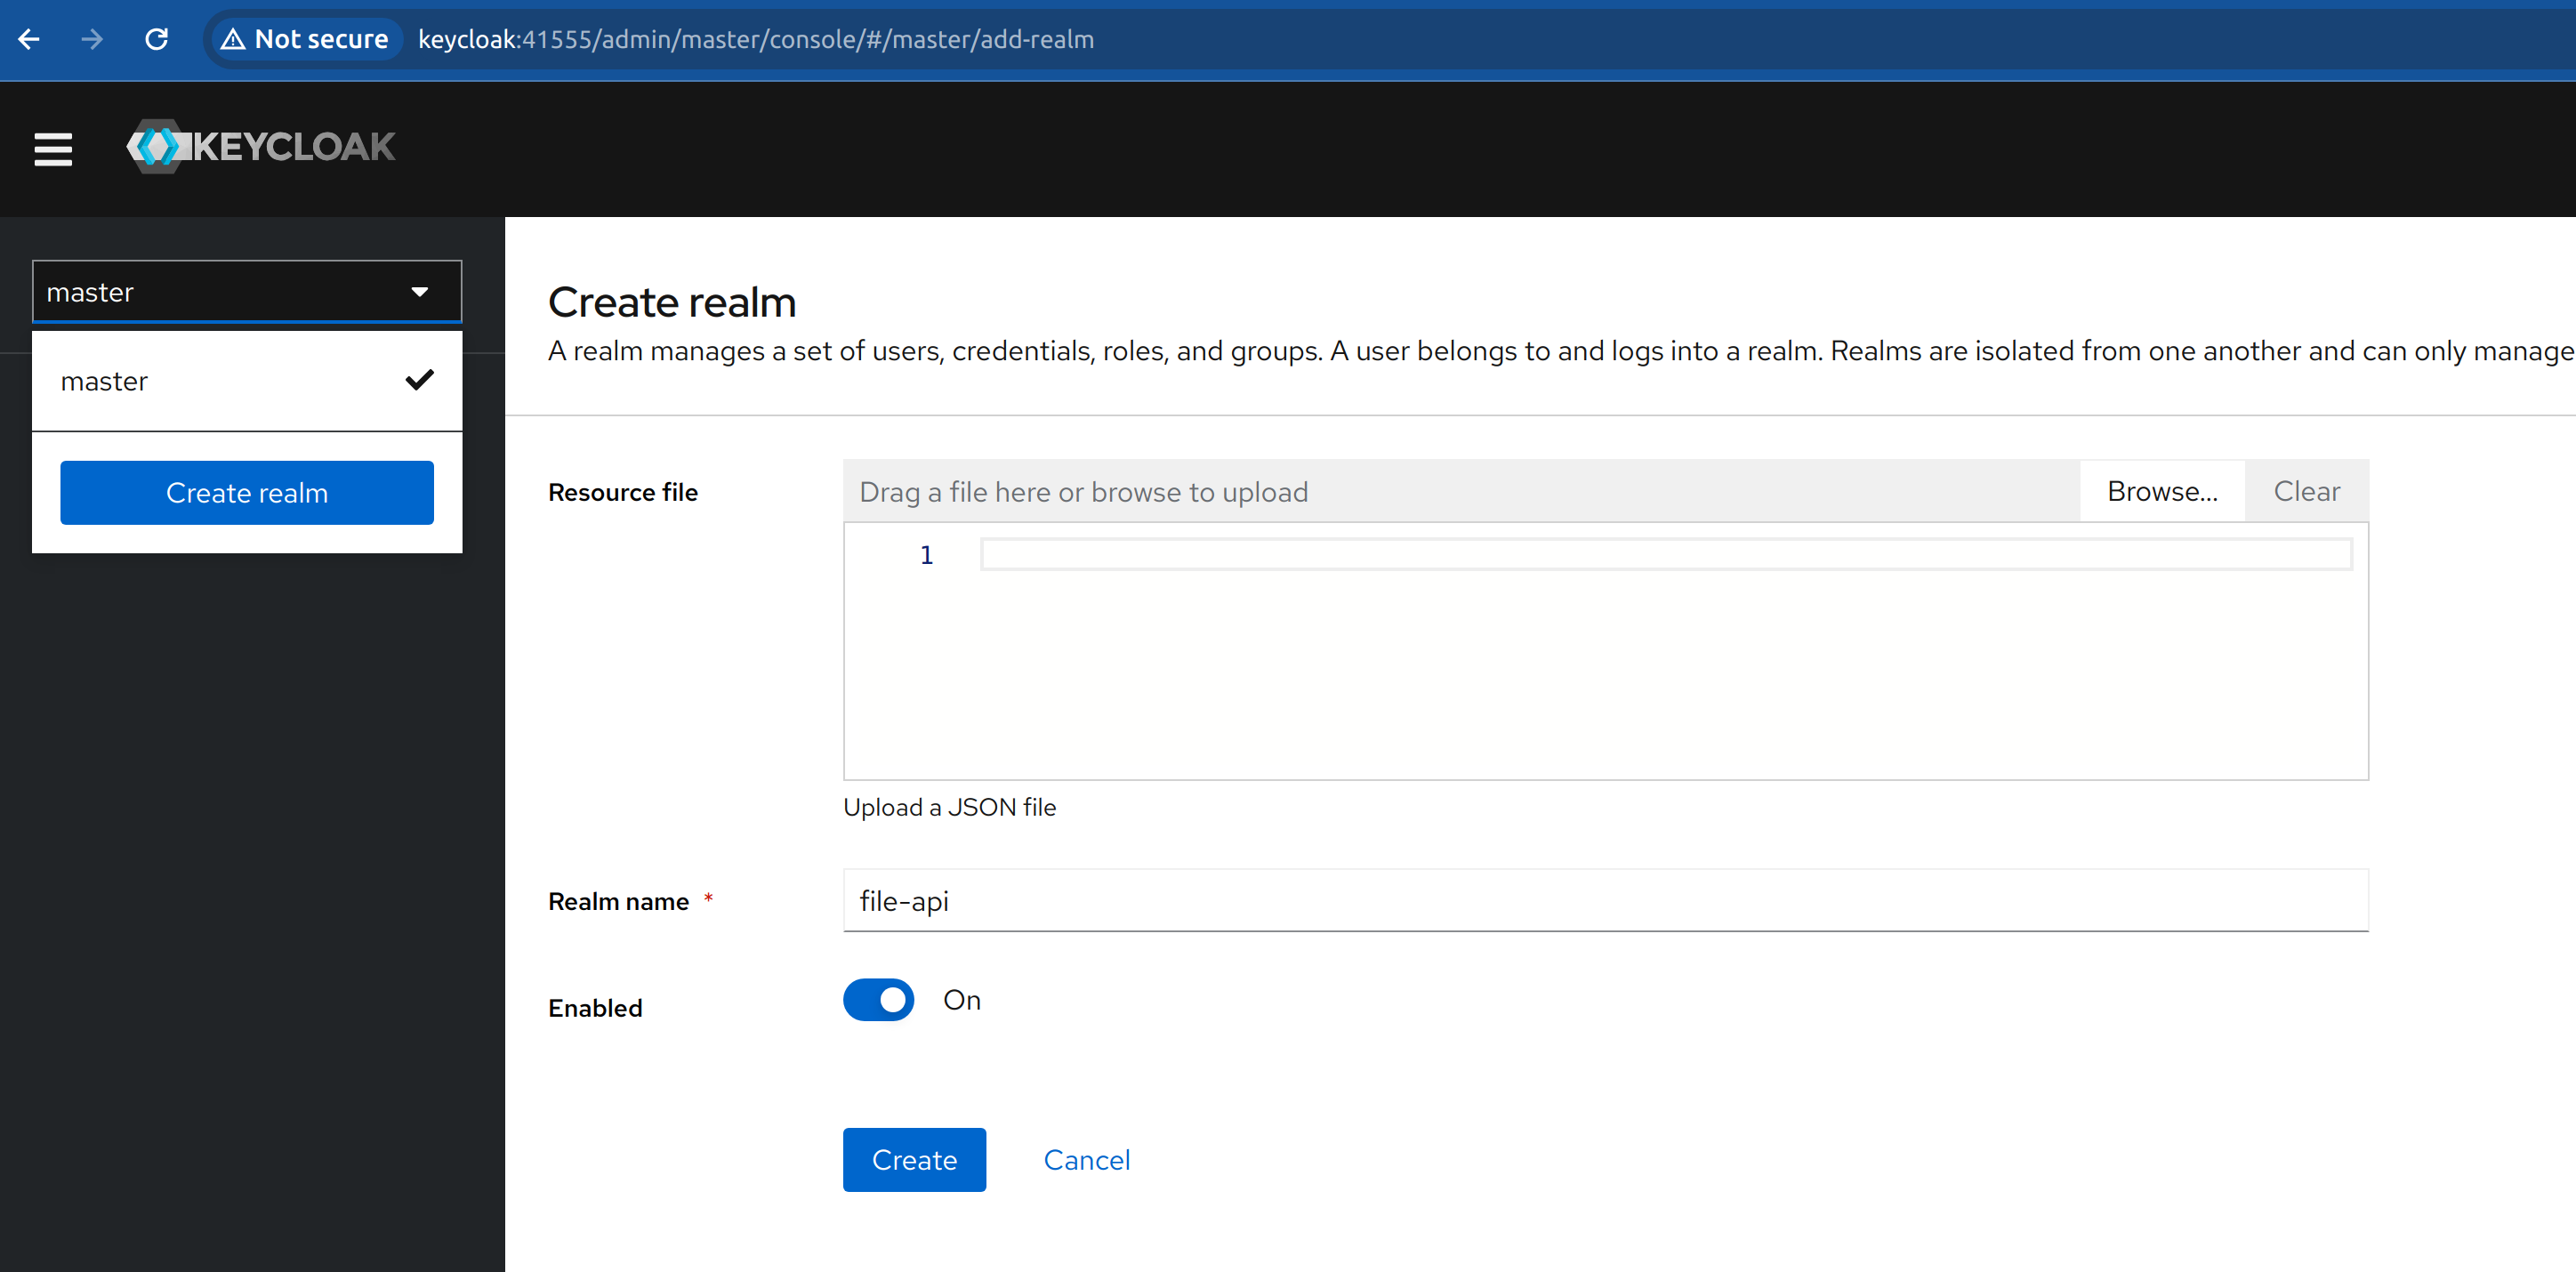 Not secure keycloak:41555/admin/master/console/#/master/add-realm
KEYCLOAK
master
master
Create realm
Create realm
A realm manages a set of users, credentials, roles, and groups. A user belongs to and logs into a realm. Realms are isolated from one another and can only manage
Resource file
Drag a file here or browse to upload
Browse...
Clear
1
Upload a JSON file
Realm name *
file-api
Enabled
On
Create
Cancel